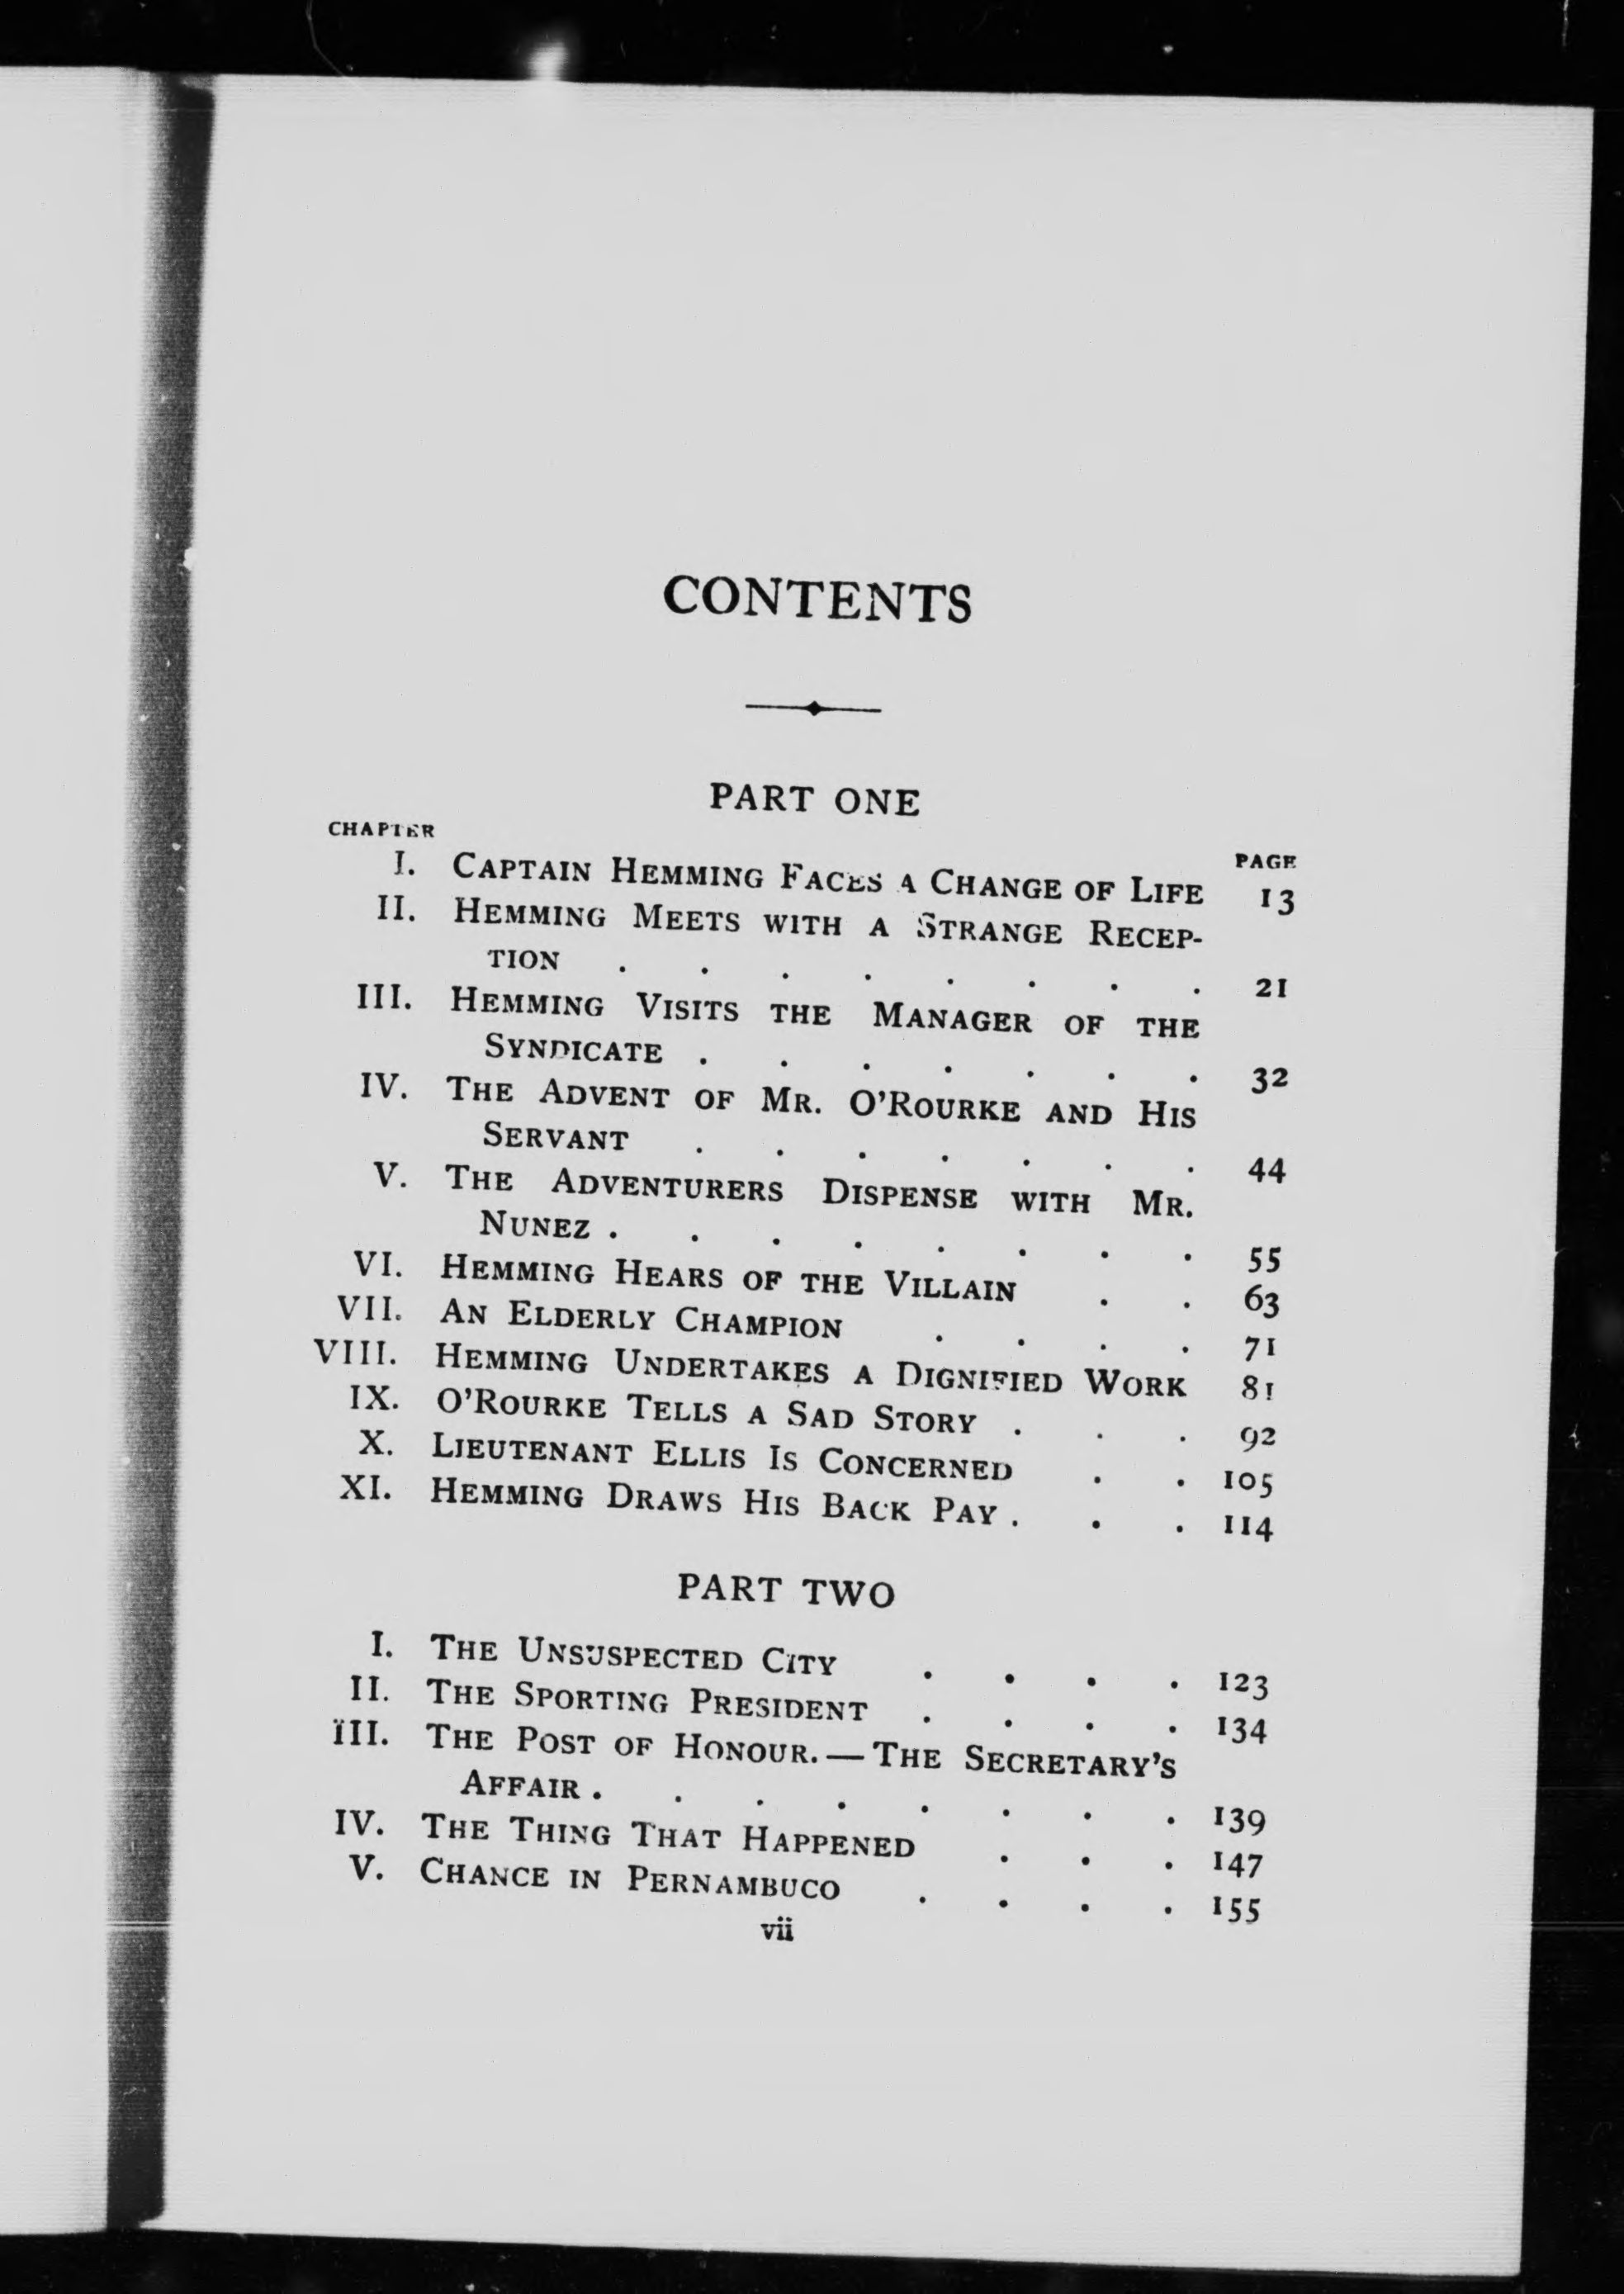 CONTENTS
PART ONE
CHAPTER PAGE
I. CAPTAIN HEMMING FACES A CHANGE OF LIFE 13
II. HEMMING MEETS WITH A STRANGE RECEP-
TION . . . . . . . . 21
III. HEMMING VISITS THE MANAGER OF THE
SYNDICATE . . . . . . . 32
IV. THE ADVENT OF MR. O'ROURKE AND HIS
SERVANT . . . . . . . 44
V. THE ADVENTURERS DISPENSE WITH MR.
NUNEZ . . . . . . . . 55
VI. HEMMING HEARS OF THE VILLAIN . . 63
VII. AN ELDERLY CHAMPION . . . . 71
VIII. HEMMING UNDERTAKES A DIGNIFIED WORK 81
IX. O'ROURKE TELLS A SAD STORY . . . 92
X. LIEUTENANT ELLIS IS CONCERNED . . 105
XI. HEMMING DRAWS HIS BACK PAY . . . 114
PART TWO
I. THE UNSUSPECTED CITY . . . . 123
II. THE SPORTING PRESIDENT . . . . 134
III. THE POST OF HONOUR. — THE SECRETARY'S
AFFAIR . . . . . . . . 139
IV. THE THING THAT HAPPENED . . . 147
V. CHANCE IN PERNAMBUCO . . . . 155
vii